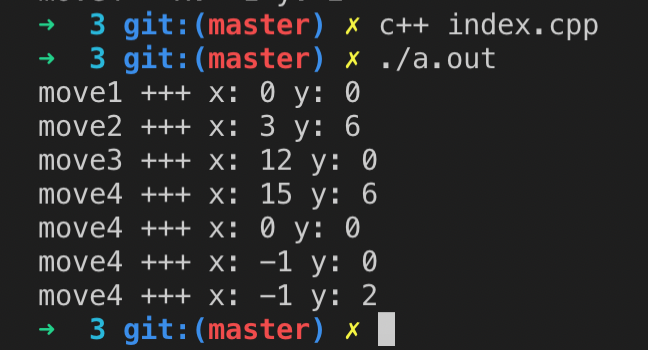 → 3 git:(master) ✗ c++ index.cpp
→ 3 git:(master) ✗ ./a.out
move1 +++ x: 0 y: 0
move2 +++ x: 3 y: 6
move3 +++ x: 12 y: 0
move4 +++ x: 15 y: 6
move4 +++ x: 0 y: 0
move4 +++ x: -1 y: 0
move4 +++ x: -1 y: 2
→ 3 git:(master) ✗